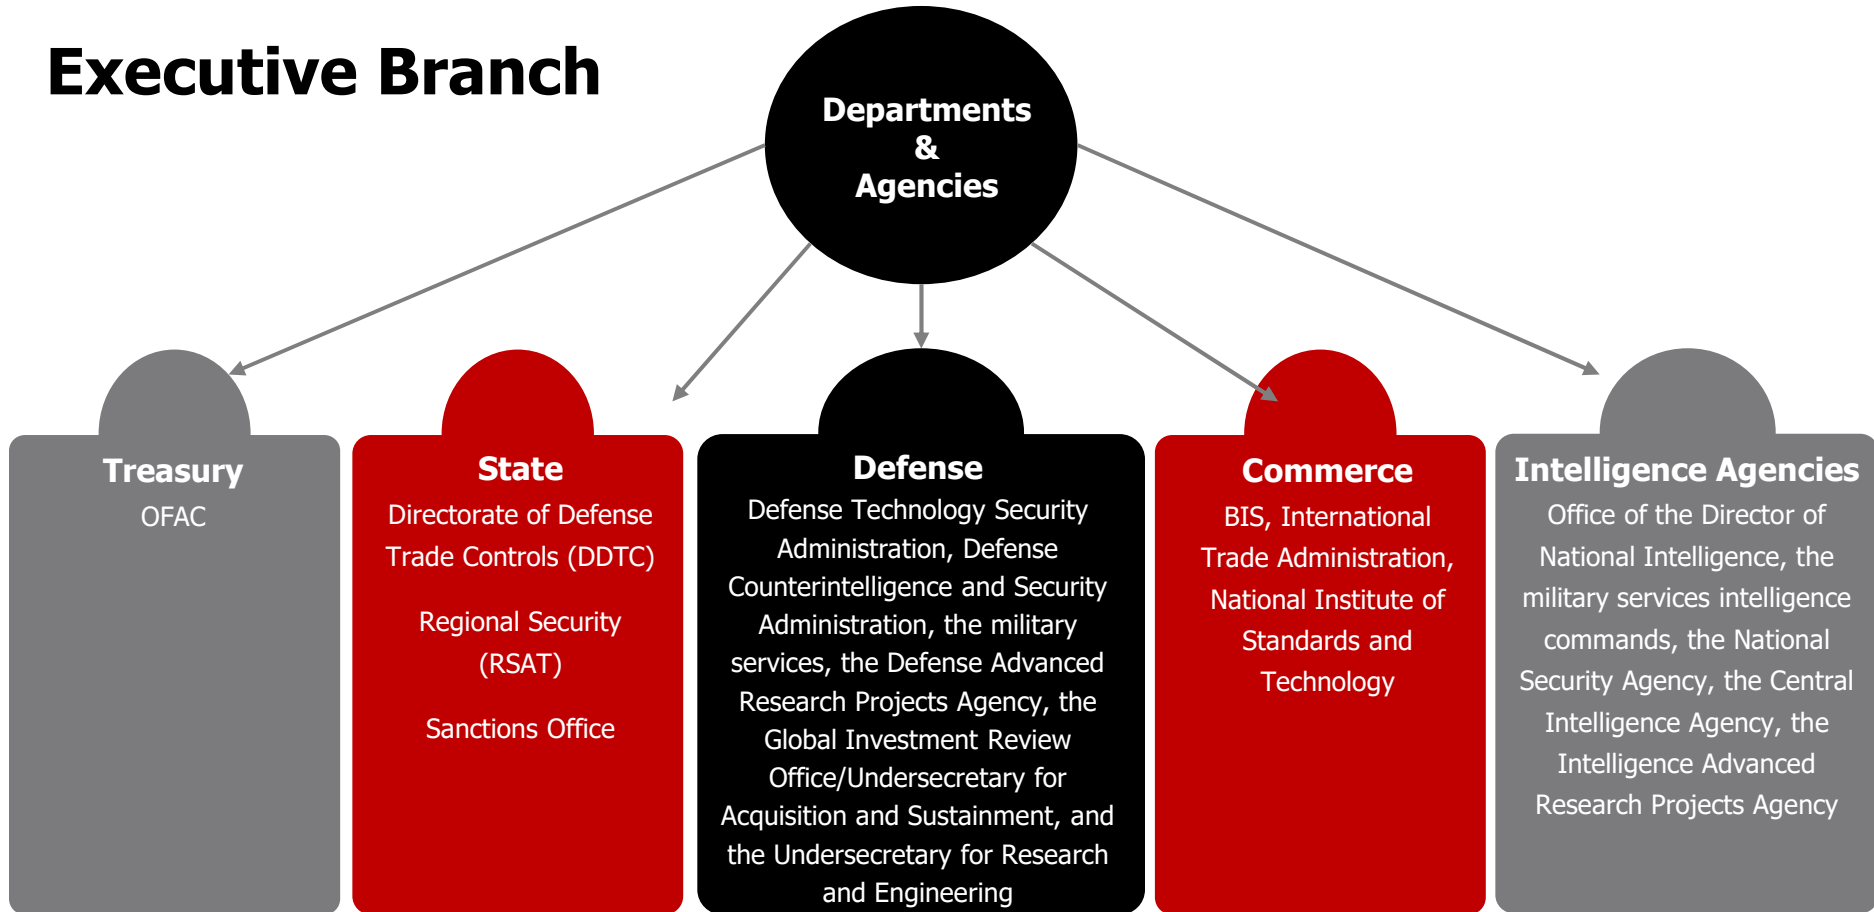 Executive Branch
Departments
&
Agencies
Treasury
OFAC
State
Directorate of Defense
Trade Controls (DDTC)
Regional Security
(RSAT)
Sanctions Office
Defense
Defense Technology Security
Administration, Defense
Counterintelligence and Security
Administration, the military
services, the Defense Advanced
Research Projects Agency, the
Global Investment Review
Office/Undersecretary for
Acquisition and Sustainment, and
the Undersecretary for Research
and Engineering
Commerce
BIS, International
Trade Administration,
National Institute of
Standards and
Technology
Intelligence Agencies
Office of the Director of
National Intelligence, the
military services intelligence
commands, the National
Security Agency, the Central
Intelligence Agency, the
Intelligence Advanced
Research Projects Agency